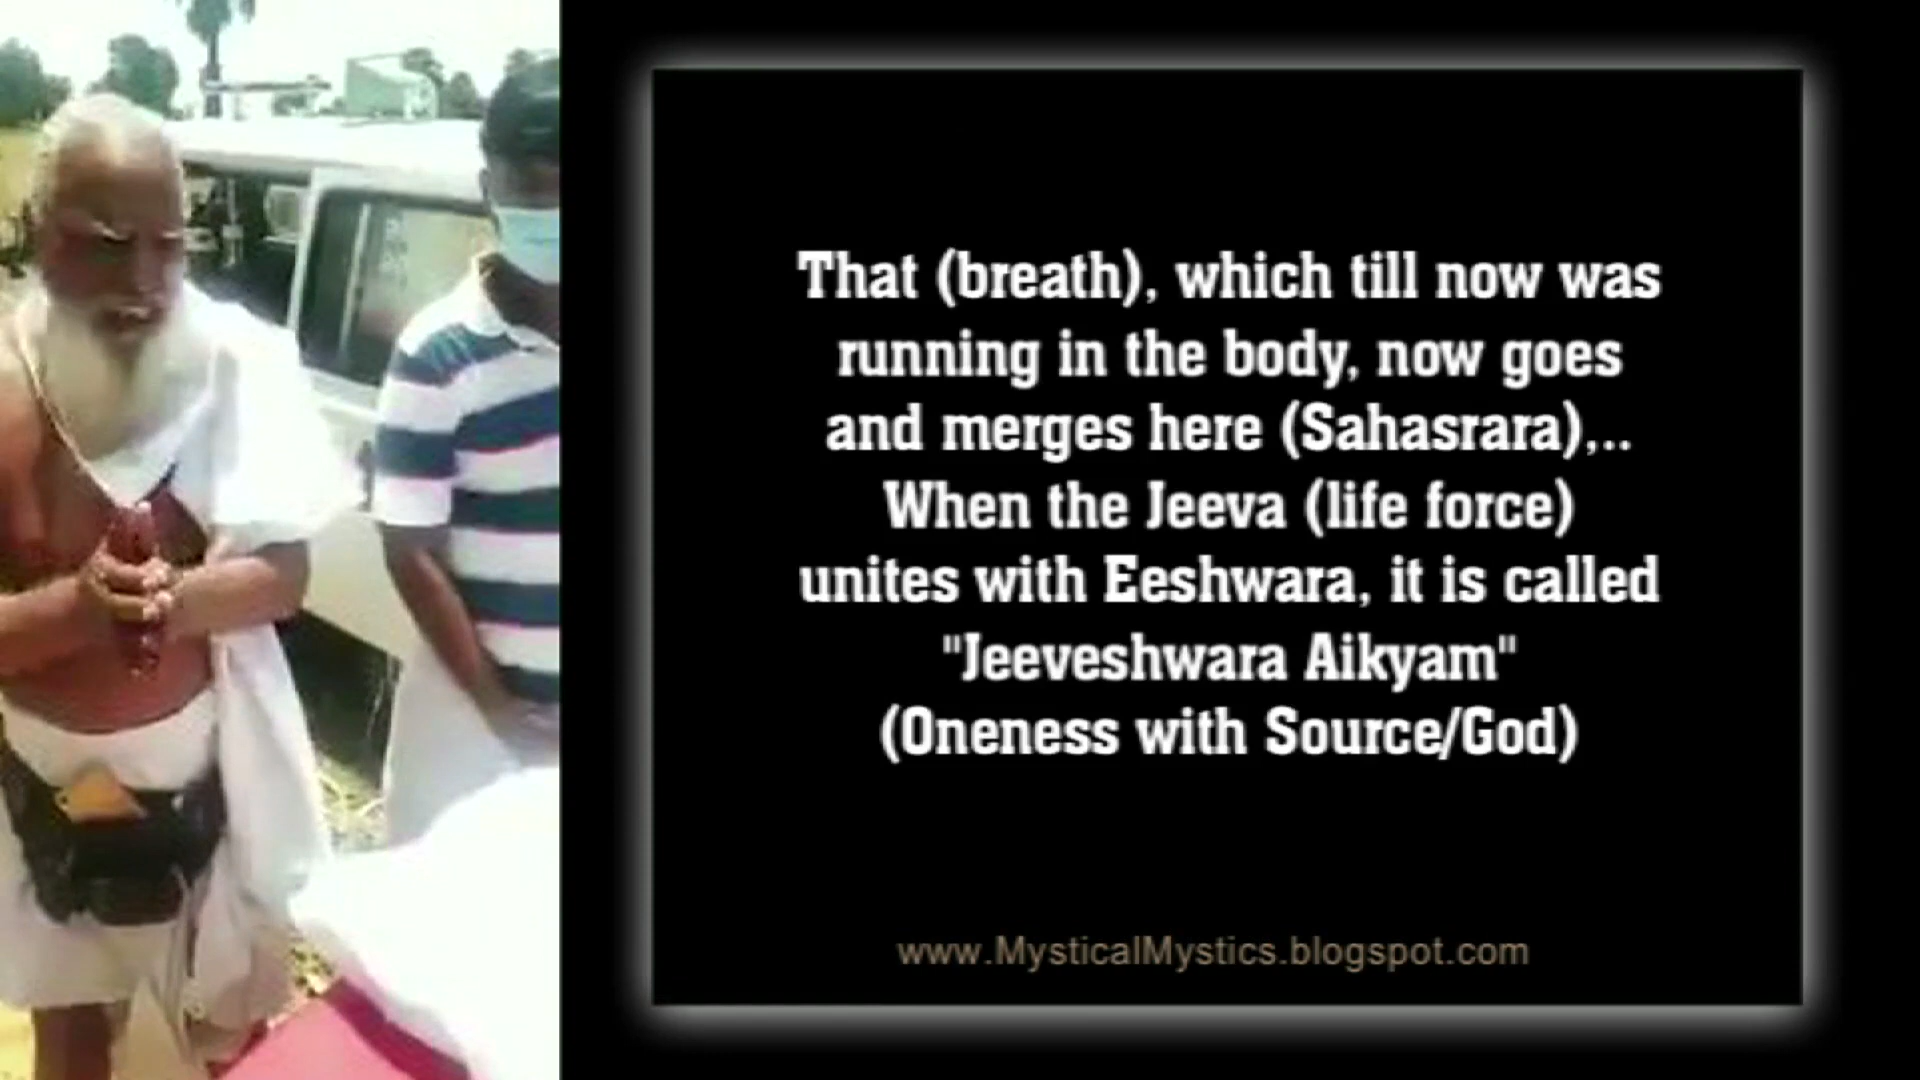 That (breath), which till now was
running in the body, now goes
and merges here (Sahasrara),..
When the Jeeva (life force)
unites with Eeshwara, it is called
"Jeeveshwara Aikyam"
(Oneness with Source/God)
www.MysticalMystics.blogspot.com